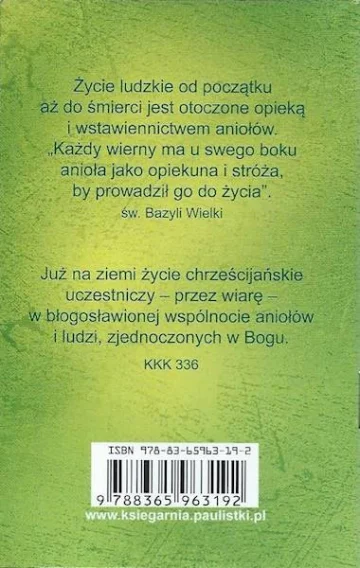 Życie ludzkie od początku
aż do śmierci jest otoczone opieką
i wstawiennictwem aniołów.
„Każdy wierny ma u swego boku
anioła jako opiekuna i stróża,
by prowadził go do życia”.
św. Bazyli Wielki
Już na ziemi życie chrześcijańskie
uczestniczy – przez wiarę –
w błogosławionej wspólnocie aniołów
i ludzi, zjednoczonych w Bogu.
KKK 336
ISBN 978-83-65963-19-2
9 788365 963192
www.ksiegarnia.paulistki.pl